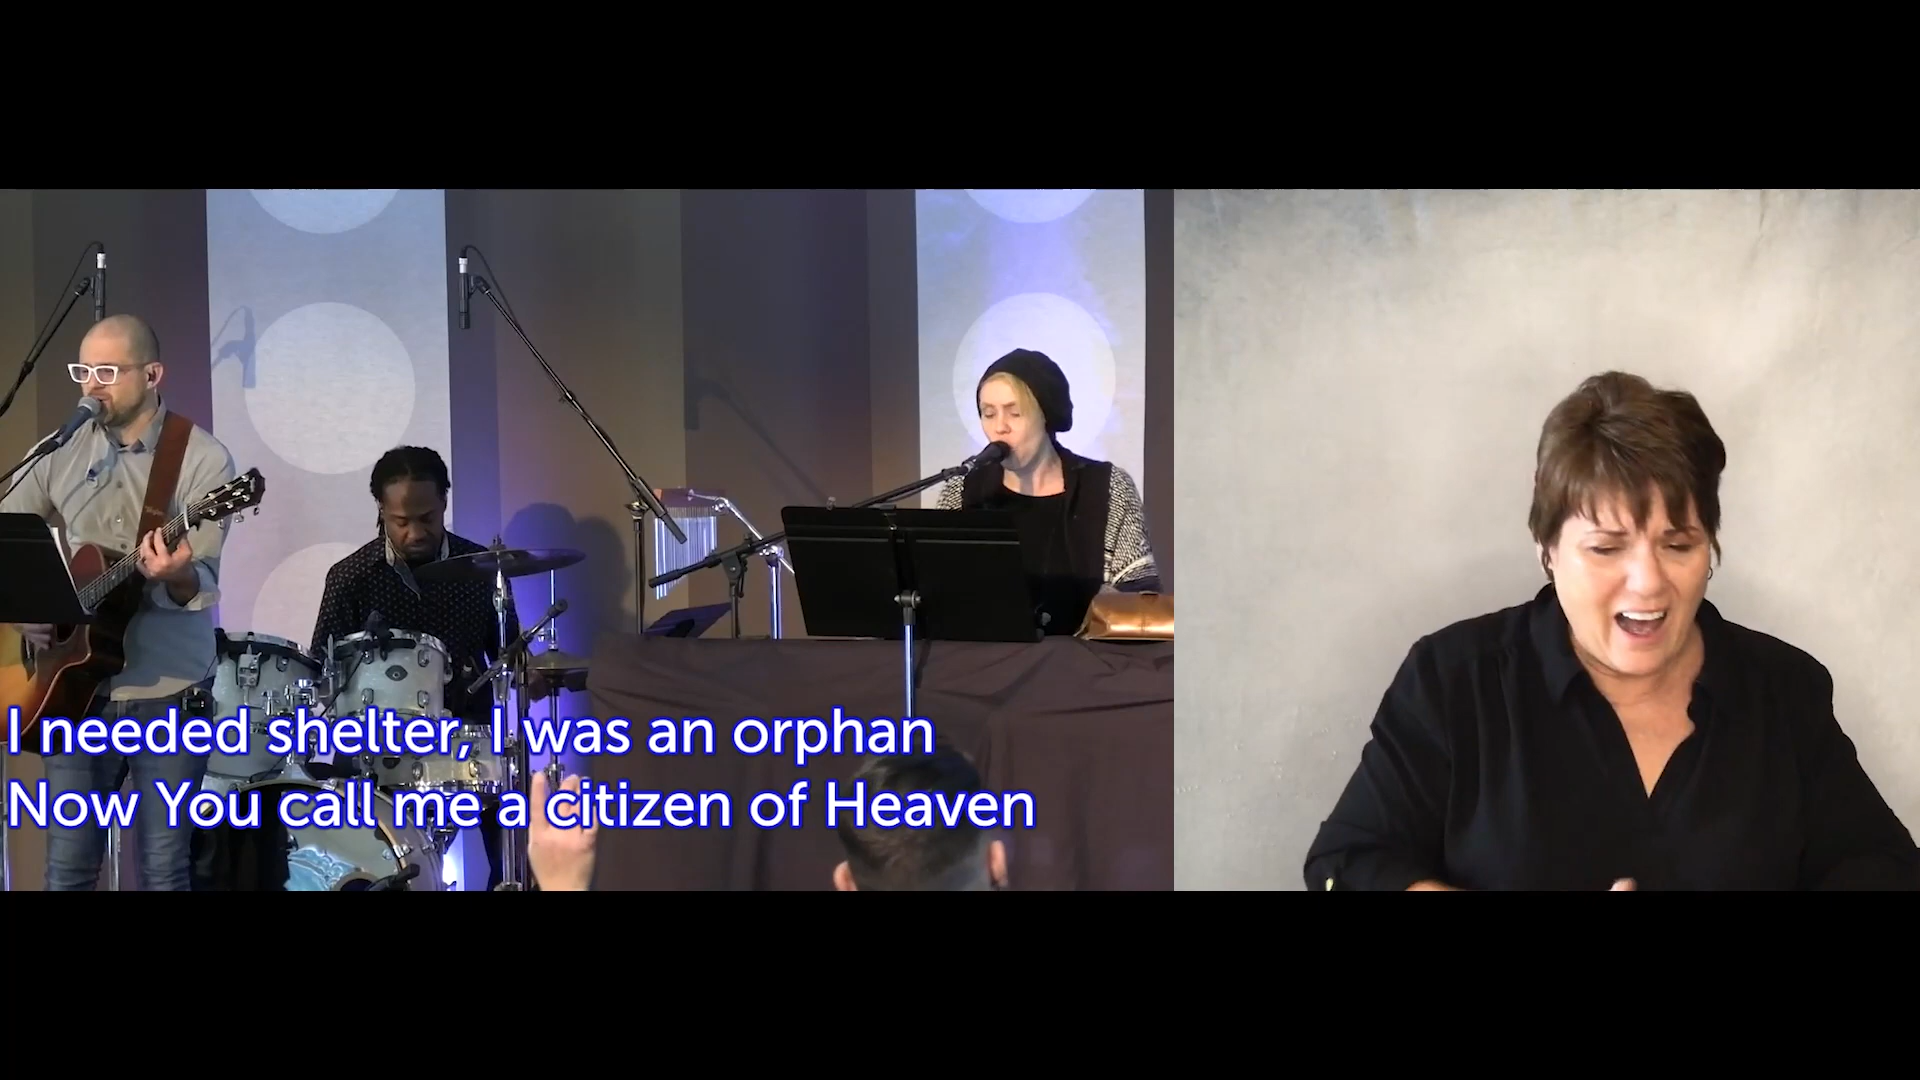 I needed shelter, I was an orphan
Now You call me a citizen of Heaven